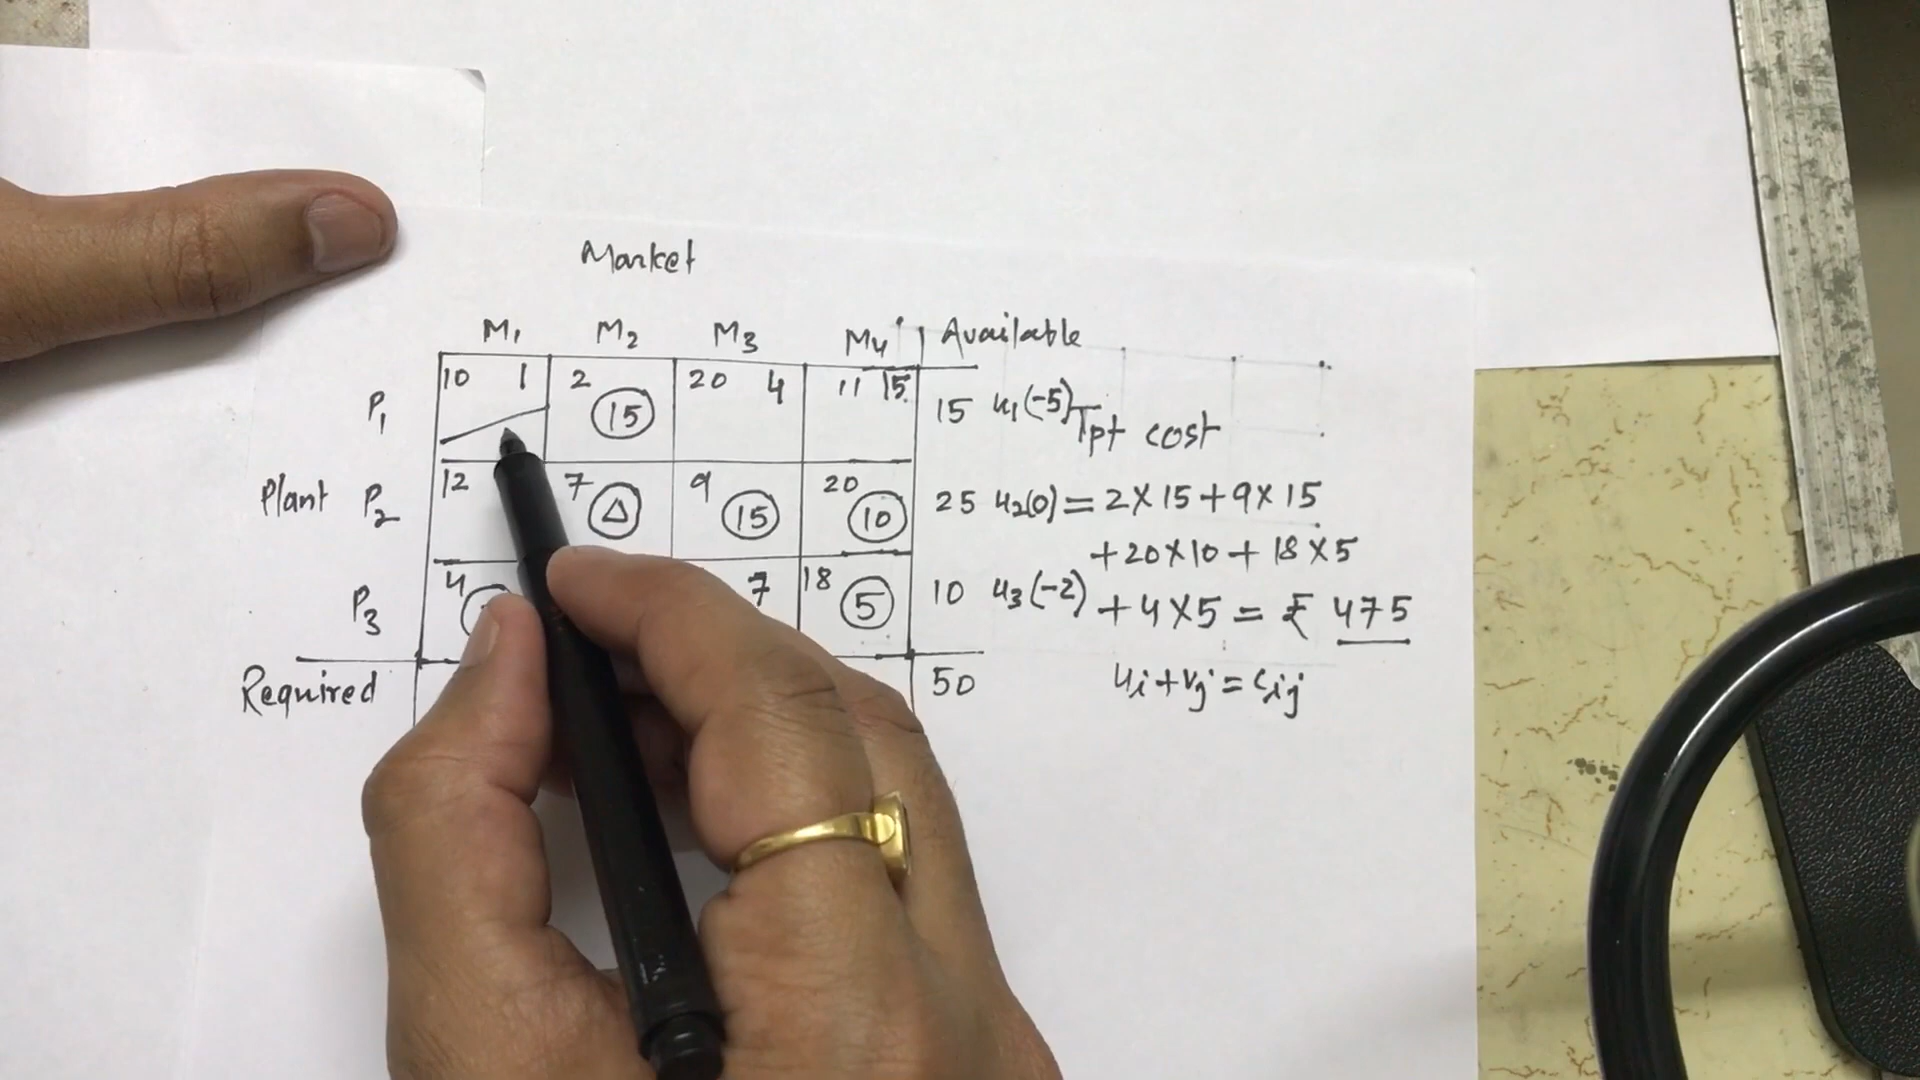 Market
M1 M2 M3 M4 Available
P1 10 1 2 15 20 4 11 15 15 u1(-5) Tpt cost
Plant P2 12 7 Δ 9 15 20 10 25 u2(0) = 2×15+9×15
+20×10+18×5
P3 4 7 18 5 10 u3(-2) +4×5 = ₹ 475
Required 50 ui+vj=cij